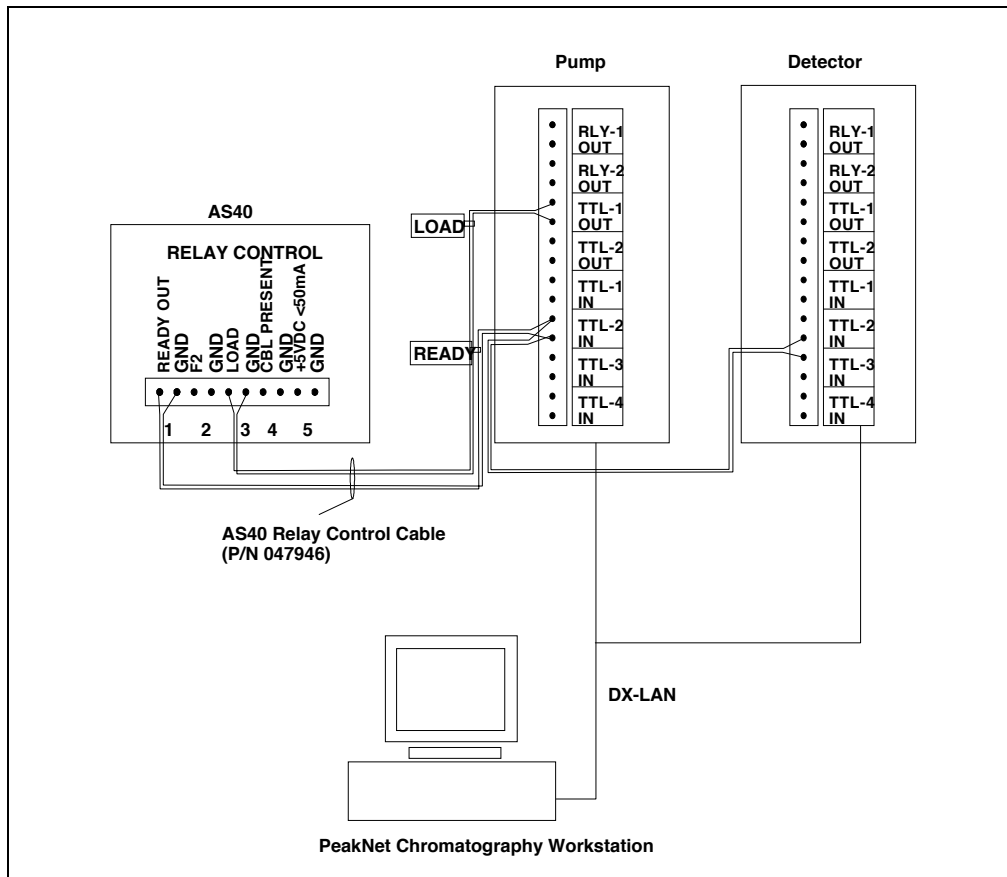 Pump
Detector
RLY-1
OUT
RLY-2
OUT
TTL-1
OUT
TTL-2
OUT
TTL-1
IN
TTL-2
IN
TTL-3
IN
TTL-4
IN
RLY-1
OUT
RLY-2
OUT
TTL-1
OUT
TTL-2
OUT
TTL-1
IN
TTL-2
IN
TTL-3
IN
TTL-4
IN
LOAD
READY
AS40
RELAY CONTROL
READY OUT
GND
F2
GND
LOAD
GND
CBL PRESENT
GND
+5VDC <50mA
GND
1 2 3 4 5
AS40 Relay Control Cable
(P/N 047946)
DX-LAN
PeakNet Chromatography Workstation